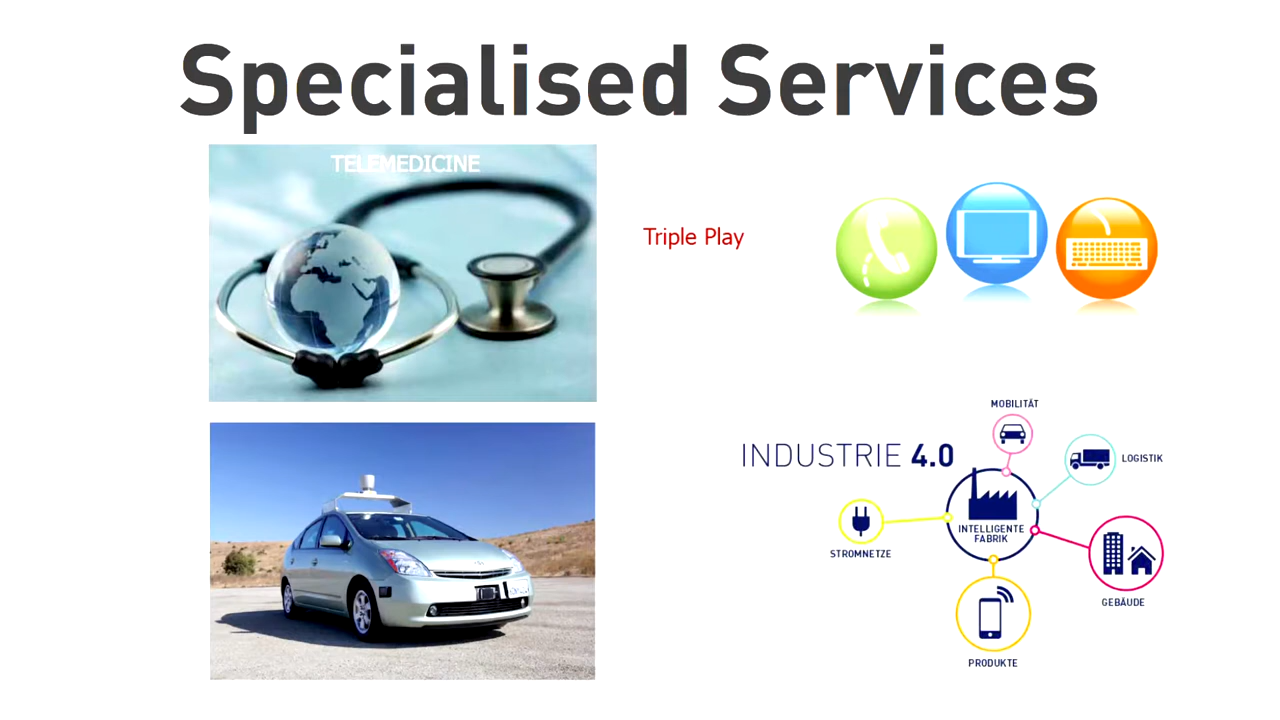 Specialised Services
TELEMEDICINE
Triple Play
INDUSTRIE 4.0
MOBILITÄT
LOGISTIK
INTELLIGENTE
FABRIK
STROMNETZE
GEBÄUDE
PRODUKTE